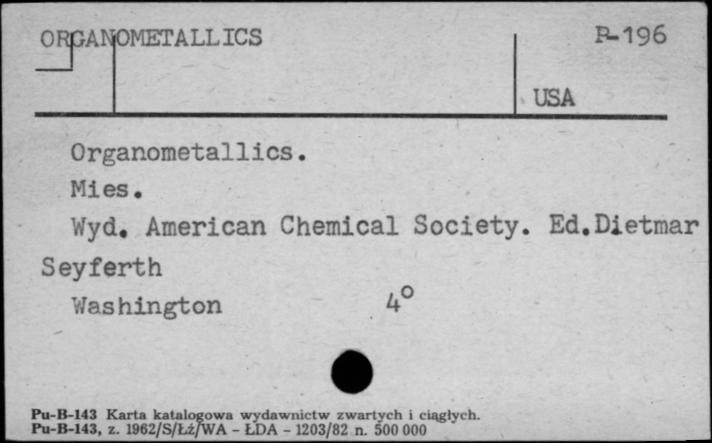 ORGANOMETALLICS P-196
USA
Organometallics.
Mies.
Wyd. American Chemical Society. Ed.Dietmar
Seyferth
Washington 4°
Pu-B-143 Karta katalogowa wydawnictw zwartych i ciągłych.
Pu-B-143, z. 1962/S/Łź/WA - ŁDA - 1203/82 n. 500 000